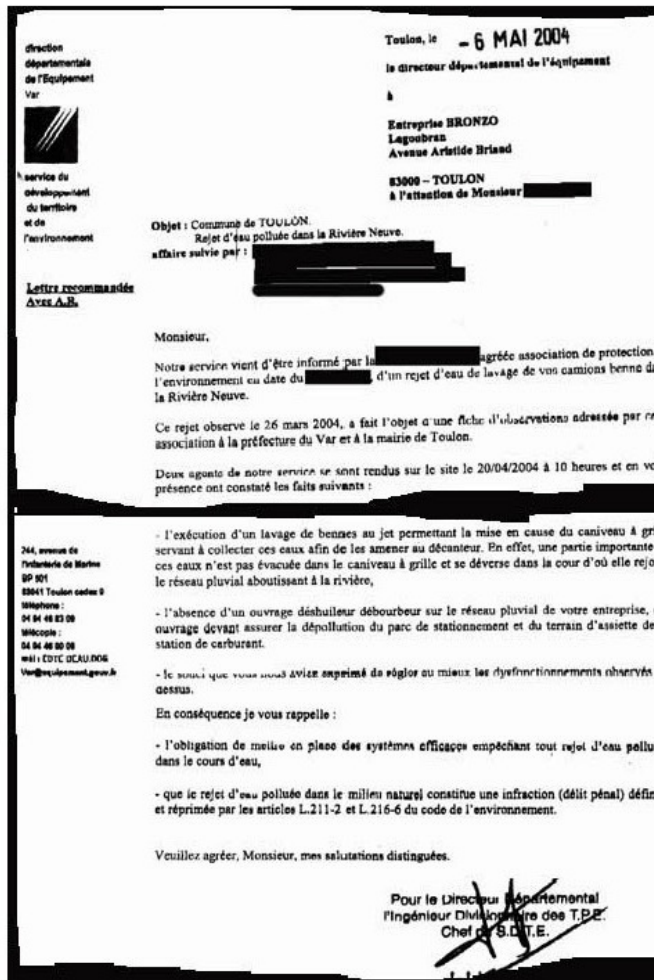 direction
départementale
de l'Equipement
Var
service du
développement
du territoire
et de
l'environnement
Lettre recommandée
Avec A.R.
Toulon, le - 6 MAI 2004
le directeur départemental de l'équipement
à
Entreprise BRONZO
Lagoubran
Avenue Aristide Briand
83000 – TOULON
à l'attention de Monsieur
Objet : Commune de TOULON.
Rejet d'eau polluée dans la Rivière Neuve.
affaire suivie par :
Monsieur,
Notre service vient d'être informé par la agréée association de protection
l'environnement en date du , d'un rejet d'eau de lavage de vos camions benne da
la Rivière Neuve.
Ce rejet observé le 26 mars 2004, a fait l'objet d'une fiche d'observations adressée par ce
association à la préfecture du Var et à la mairie de Toulon.
Deux agents de notre service se sont rendus sur le site le 20/04/2004 à 10 heures et en vo
présence ont constaté les faits suivants :
244, avenue de
l'Infanterie de Marine
BP 501
83041 Toulon cedex 9
téléphone :
04 94 46 83 09
télécopie :
- l'exécution d'un lavage de bennes au jet permettant la mise en cause du caniveau à gri
servant à collecter ces eaux afin de les amener au décanteur. En effet, une partie importante
ces eaux n'est pas évacuée dans le caniveau à grille et se déverse dans la cour d'où elle rejo
le réseau pluvial aboutissant à la rivière,
- l'absence d'un ouvrage déshuileur débourbeur sur le réseau pluvial de votre entreprise,
ouvrage devant assurer la dépollution du parc de stationnement et du terrain d'assiette de
station de carburant.
- le souci que vous nous aviez exprimé de régler au mieux les dysfonctionnements observés
dessus.
En conséquence je vous rappelle :
- l'obligation de mettre en place des systèmes efficaces empêchant tout rejet d'eau pollu
dans le cours d'eau,
- que le rejet d'eau polluée dans le milieu naturel constitue une infraction (délit pénal) défin
et réprimée par les articles L.211-2 et L.216-6 du code de l'environnement.
Veuillez agréer, Monsieur, mes salutations distinguées.
Pour le Directeur Départemental
l'Ingénieur Divisionnaire des T.P.E.
Chef du S.D.T.E.